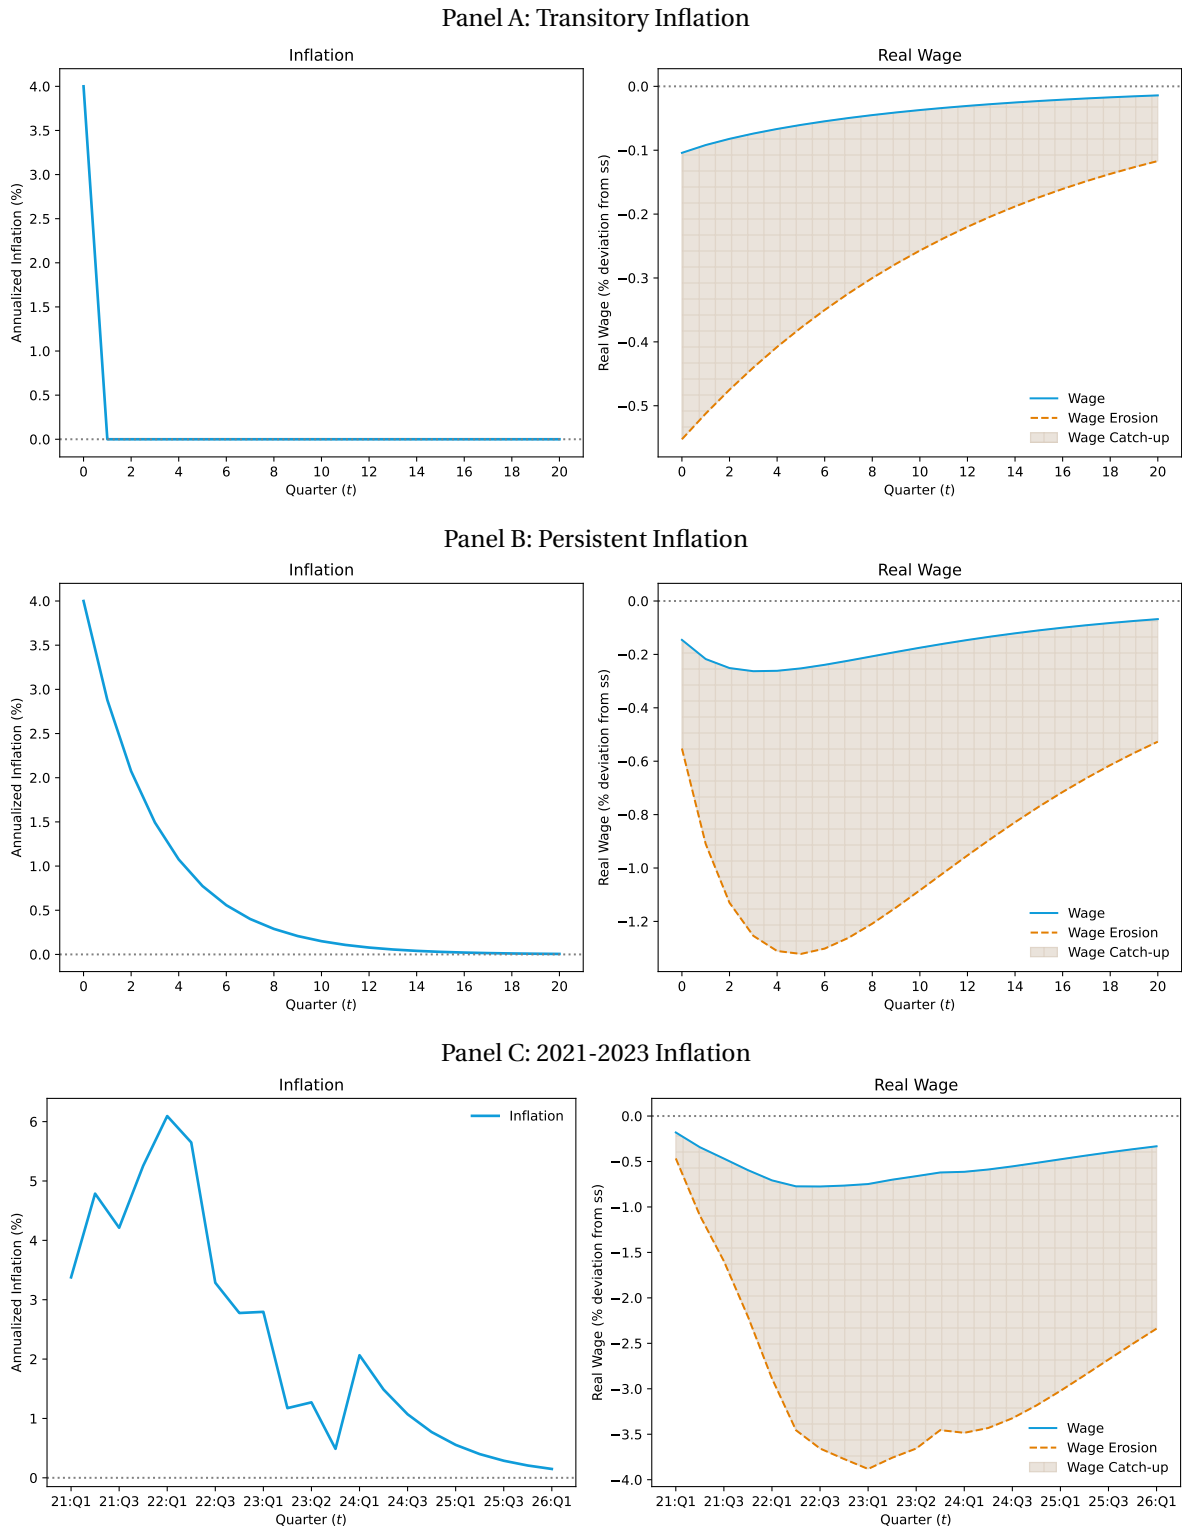 Panel A: Transitory Inflation
Inflation
Annualized Inflation (%)
4.0
3.5
3.0
2.5
2.0
1.5
1.0
0.5
0.0
0 2 4 6 8 10 12 14 16 18 20
Quarter (t)
Real Wage
Real Wage (% deviation from ss)
0.0
−0.1
−0.2
−0.3
−0.4
−0.5
Wage
Wage Erosion
Wage Catch-up
0 2 4 6 8 10 12 14 16 18 20
Quarter (t)
Panel B: Persistent Inflation
Inflation
Annualized Inflation (%)
4.0
3.5
3.0
2.5
2.0
1.5
1.0
0.5
0.0
0 2 4 6 8 10 12 14 16 18 20
Quarter (t)
Real Wage
Real Wage (% deviation from ss)
0.0
−0.2
−0.4
−0.6
−0.8
−1.0
−1.2
Wage
Wage Erosion
Wage Catch-up
0 2 4 6 8 10 12 14 16 18 20
Quarter (t)
Panel C: 2021-2023 Inflation
Inflation
Inflation
Annualized Inflation (%)
6
5
4
3
2
1
0
21:Q1 21:Q3 22:Q1 22:Q3 23:Q1 23:Q2 24:Q1 24:Q3 25:Q1 25:Q3 26:Q1
Quarter (t)
Real Wage
Real Wage (% deviation from ss)
0.0
−0.5
−1.0
−1.5
−2.0
−2.5
−3.0
−3.5
−4.0
Wage
Wage Erosion
Wage Catch-up
21:Q1 21:Q3 22:Q1 22:Q3 23:Q1 23:Q2 24:Q1 24:Q3 25:Q1 25:Q3 26:Q1
Quarter (t)